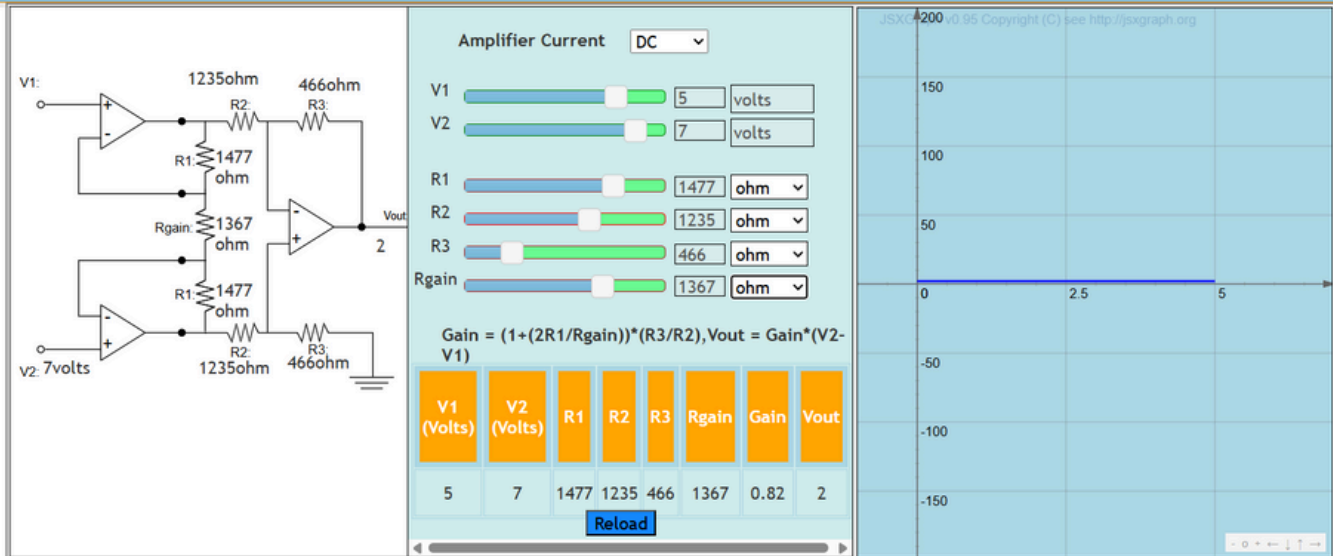 V1:
1235ohm
466ohm
R2:
R3:
+
-
R1:
1477
ohm
Rgain:
1367
ohm
-
+
Vout
2
R1:
1477
ohm
-
+
R2:
R3:
1235ohm
466ohm
V2: 7volts
Amplifier Current DC
V1 5 volts
V2 7 volts
R1 1477 ohm
R2 1235 ohm
R3 466 ohm
Rgain 1367 ohm
Gain = (1+(2R1/Rgain))*(R3/R2),Vout = Gain*(V2-
V1)
V1 (Volts) V2 (Volts) R1 R2 R3 Rgain Gain Vout
5 7 1477 1235 466 1367 0.82 2
Reload
v0.95 Copyright (C) see http://jsxgraph.org
200
150
100
50
0 2.5 5
-50
-100
-150
- o + ← ↓ ↑ →